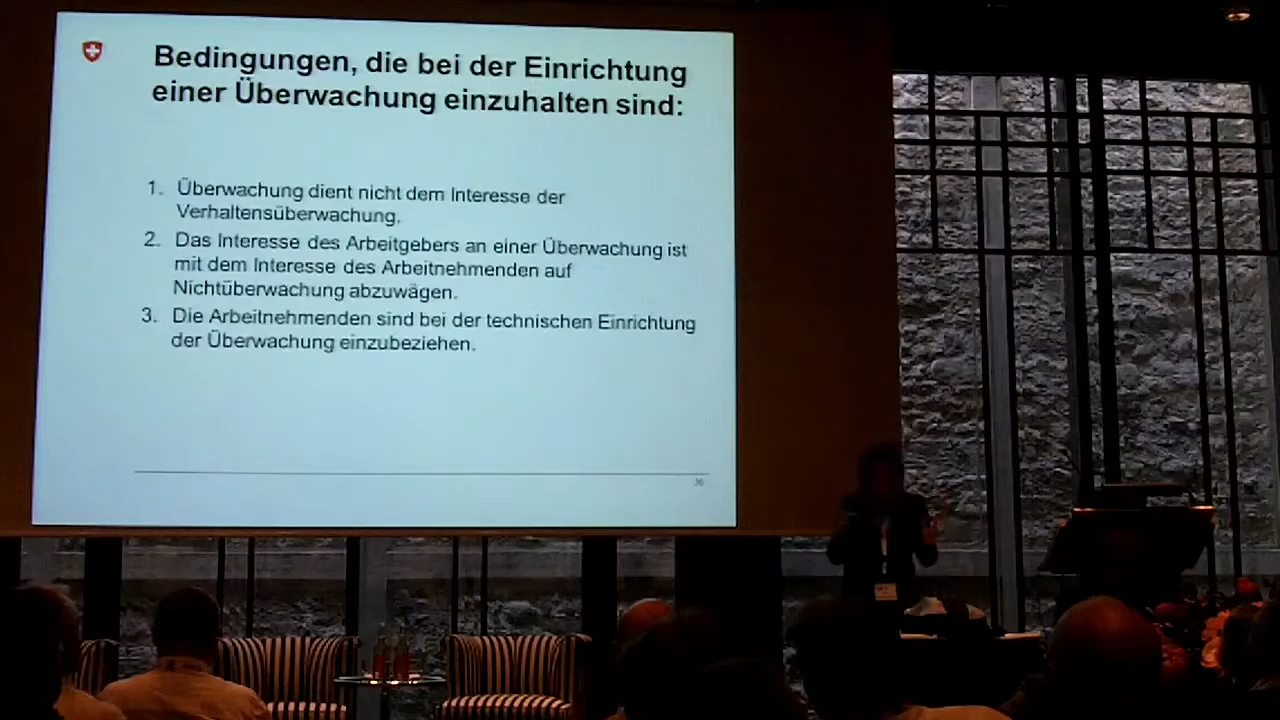 Bedingungen, die bei der Einrichtung
einer Überwachung einzuhalten sind:
1. Überwachung dient nicht dem Interesse der
Verhaltensüberwachung.
2. Das Interesse des Arbeitgebers an einer Überwachung ist
mit dem Interesse des Arbeitnehmenden auf
Nichtüberwachung abzuwägen.
3. Die Arbeitnehmenden sind bei der technischen Einrichtung
der Überwachung einzubeziehen.